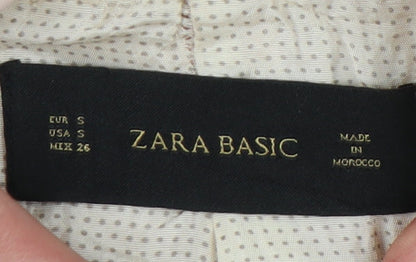 EUR S
USA S
MEX 26
ZARA BASIC
MADE
IN
MOROCCO